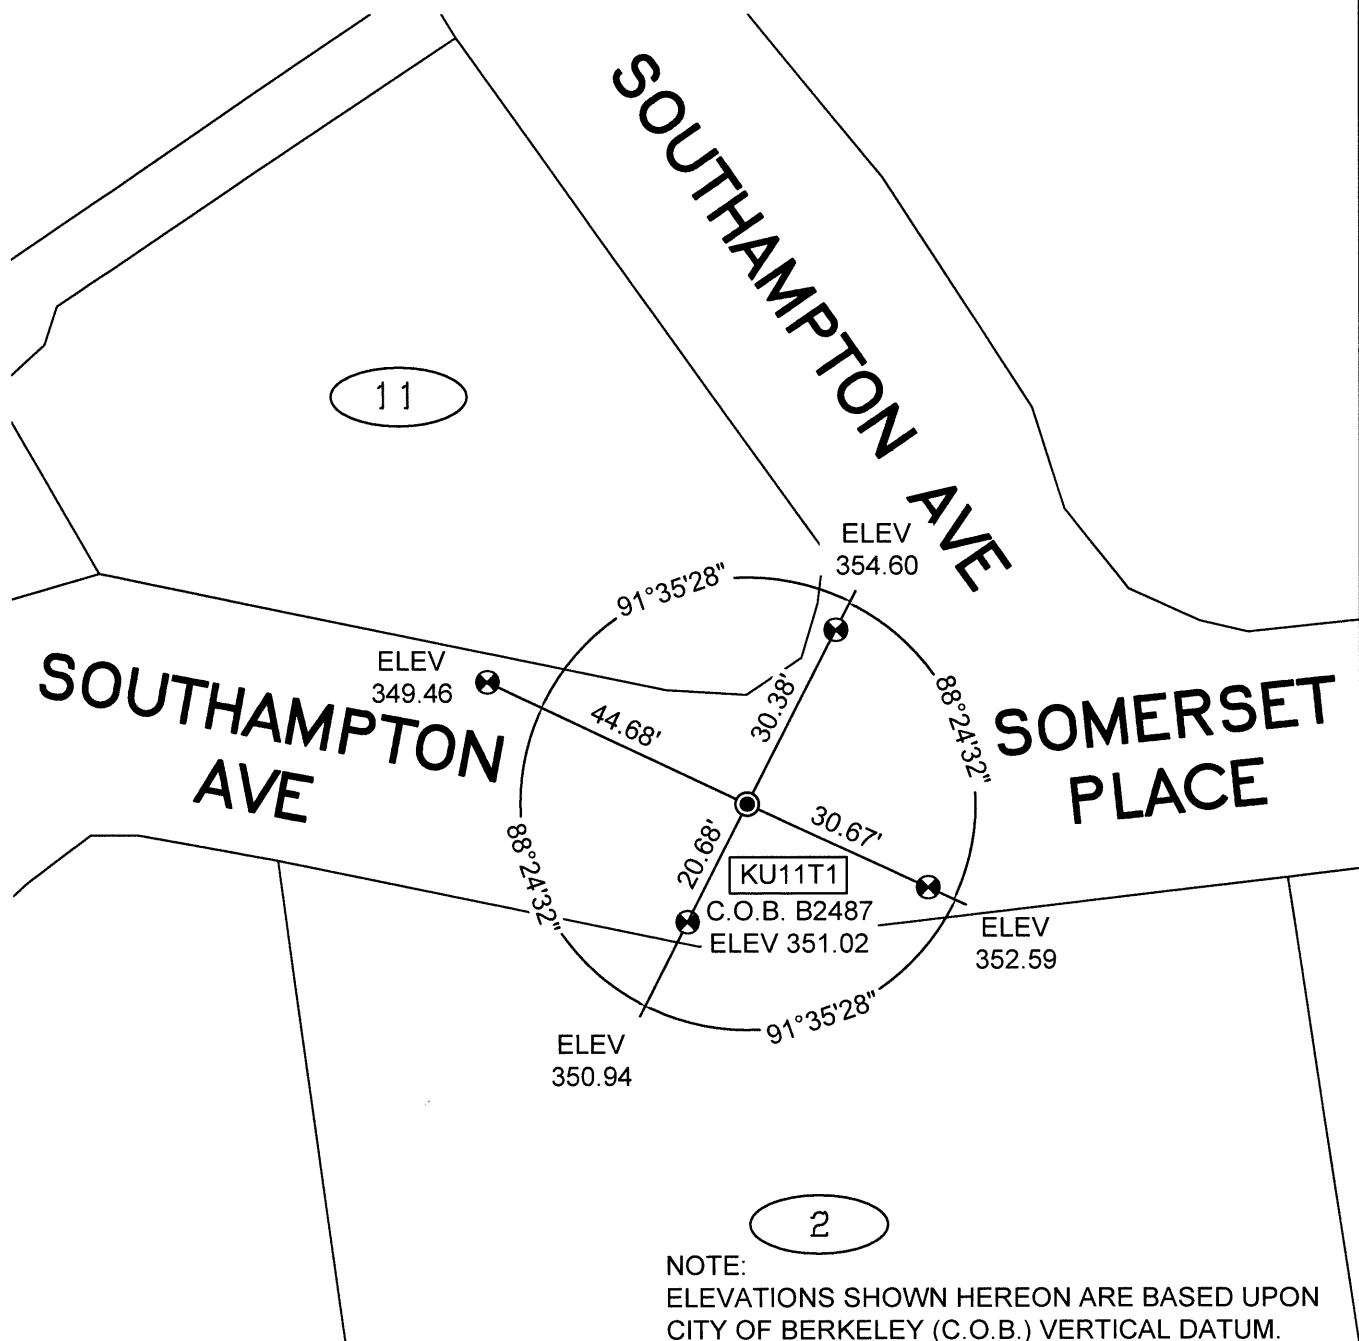 SOUTHAMPTON AVE
11
ELEV
354.60
91°35'28"
ELEV
349.46
SOUTHAMPTON
AVE
44.68'
30.38'
88°24'32"
SOMERSET
PLACE
88°24'32"
20.68'
30.67'
KU11T1
C.O.B. B2487
ELEV 351.02
ELEV
352.59
91°35'28"
ELEV
350.94
2
NOTE:
ELEVATIONS SHOWN HEREON ARE BASED UPON
CITY OF BERKELEY (C.O.B.) VERTICAL DATUM.